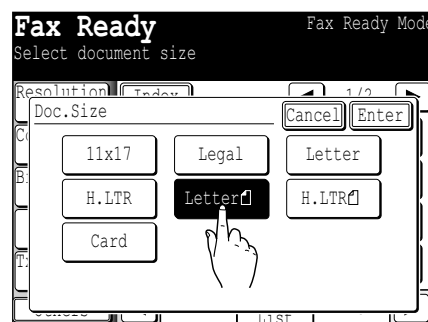 Fax Ready
Fax Ready Mode
Select document size
Resolution
Index
1/2
Doc.Size
Cancel
Enter
11x17
Legal
Letter
H.LTR
Letter
H.LTR
Card
List